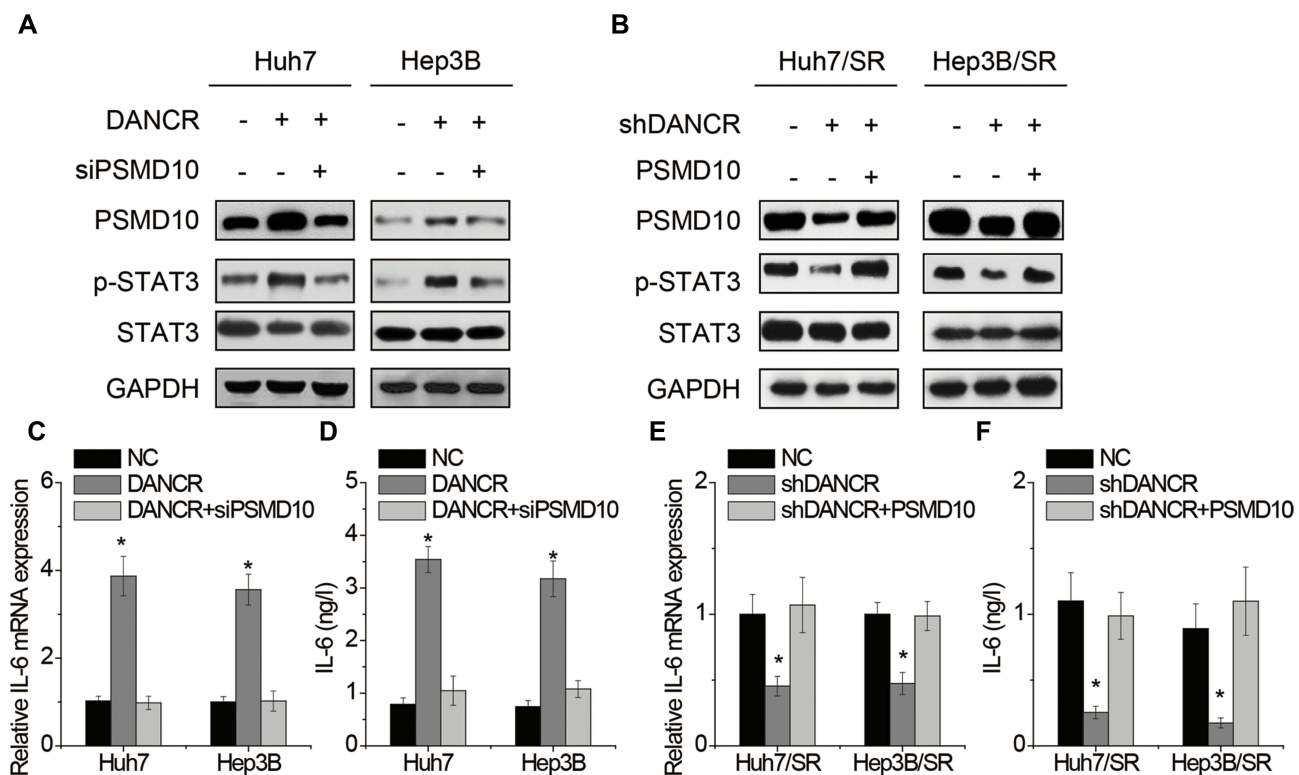 A
Huh7 Hep3B
DANCR - + + - + +
siPSMD10 - - + - - +
PSMD10
p-STAT3
STAT3
GAPDH
B
Huh7/SR Hep3B/SR
shDANCR - + + - + +
PSMD10 - - + - - +
PSMD10
p-STAT3
STAT3
GAPDH
C
NC
DANCR
DANCR+siPSMD10
Relative IL-6 mRNA expression
6
4
2
0
* *
Huh7 Hep3B
D
NC
DANCR
DANCR+siPSMD10
IL-6 (ng/l)
5
4
3
2
1
0
* *
Huh7 Hep3B
E
NC
shDANCR
shDANCR+PSMD10
Relative IL-6 mRNA expression
2
1
0
* *
Huh7/SR Hep3B/SR
F
NC
shDANCR
shDANCR+PSMD10
IL-6 (ng/l)
2
1
0
* *
Huh7/SR Hep3B/SR